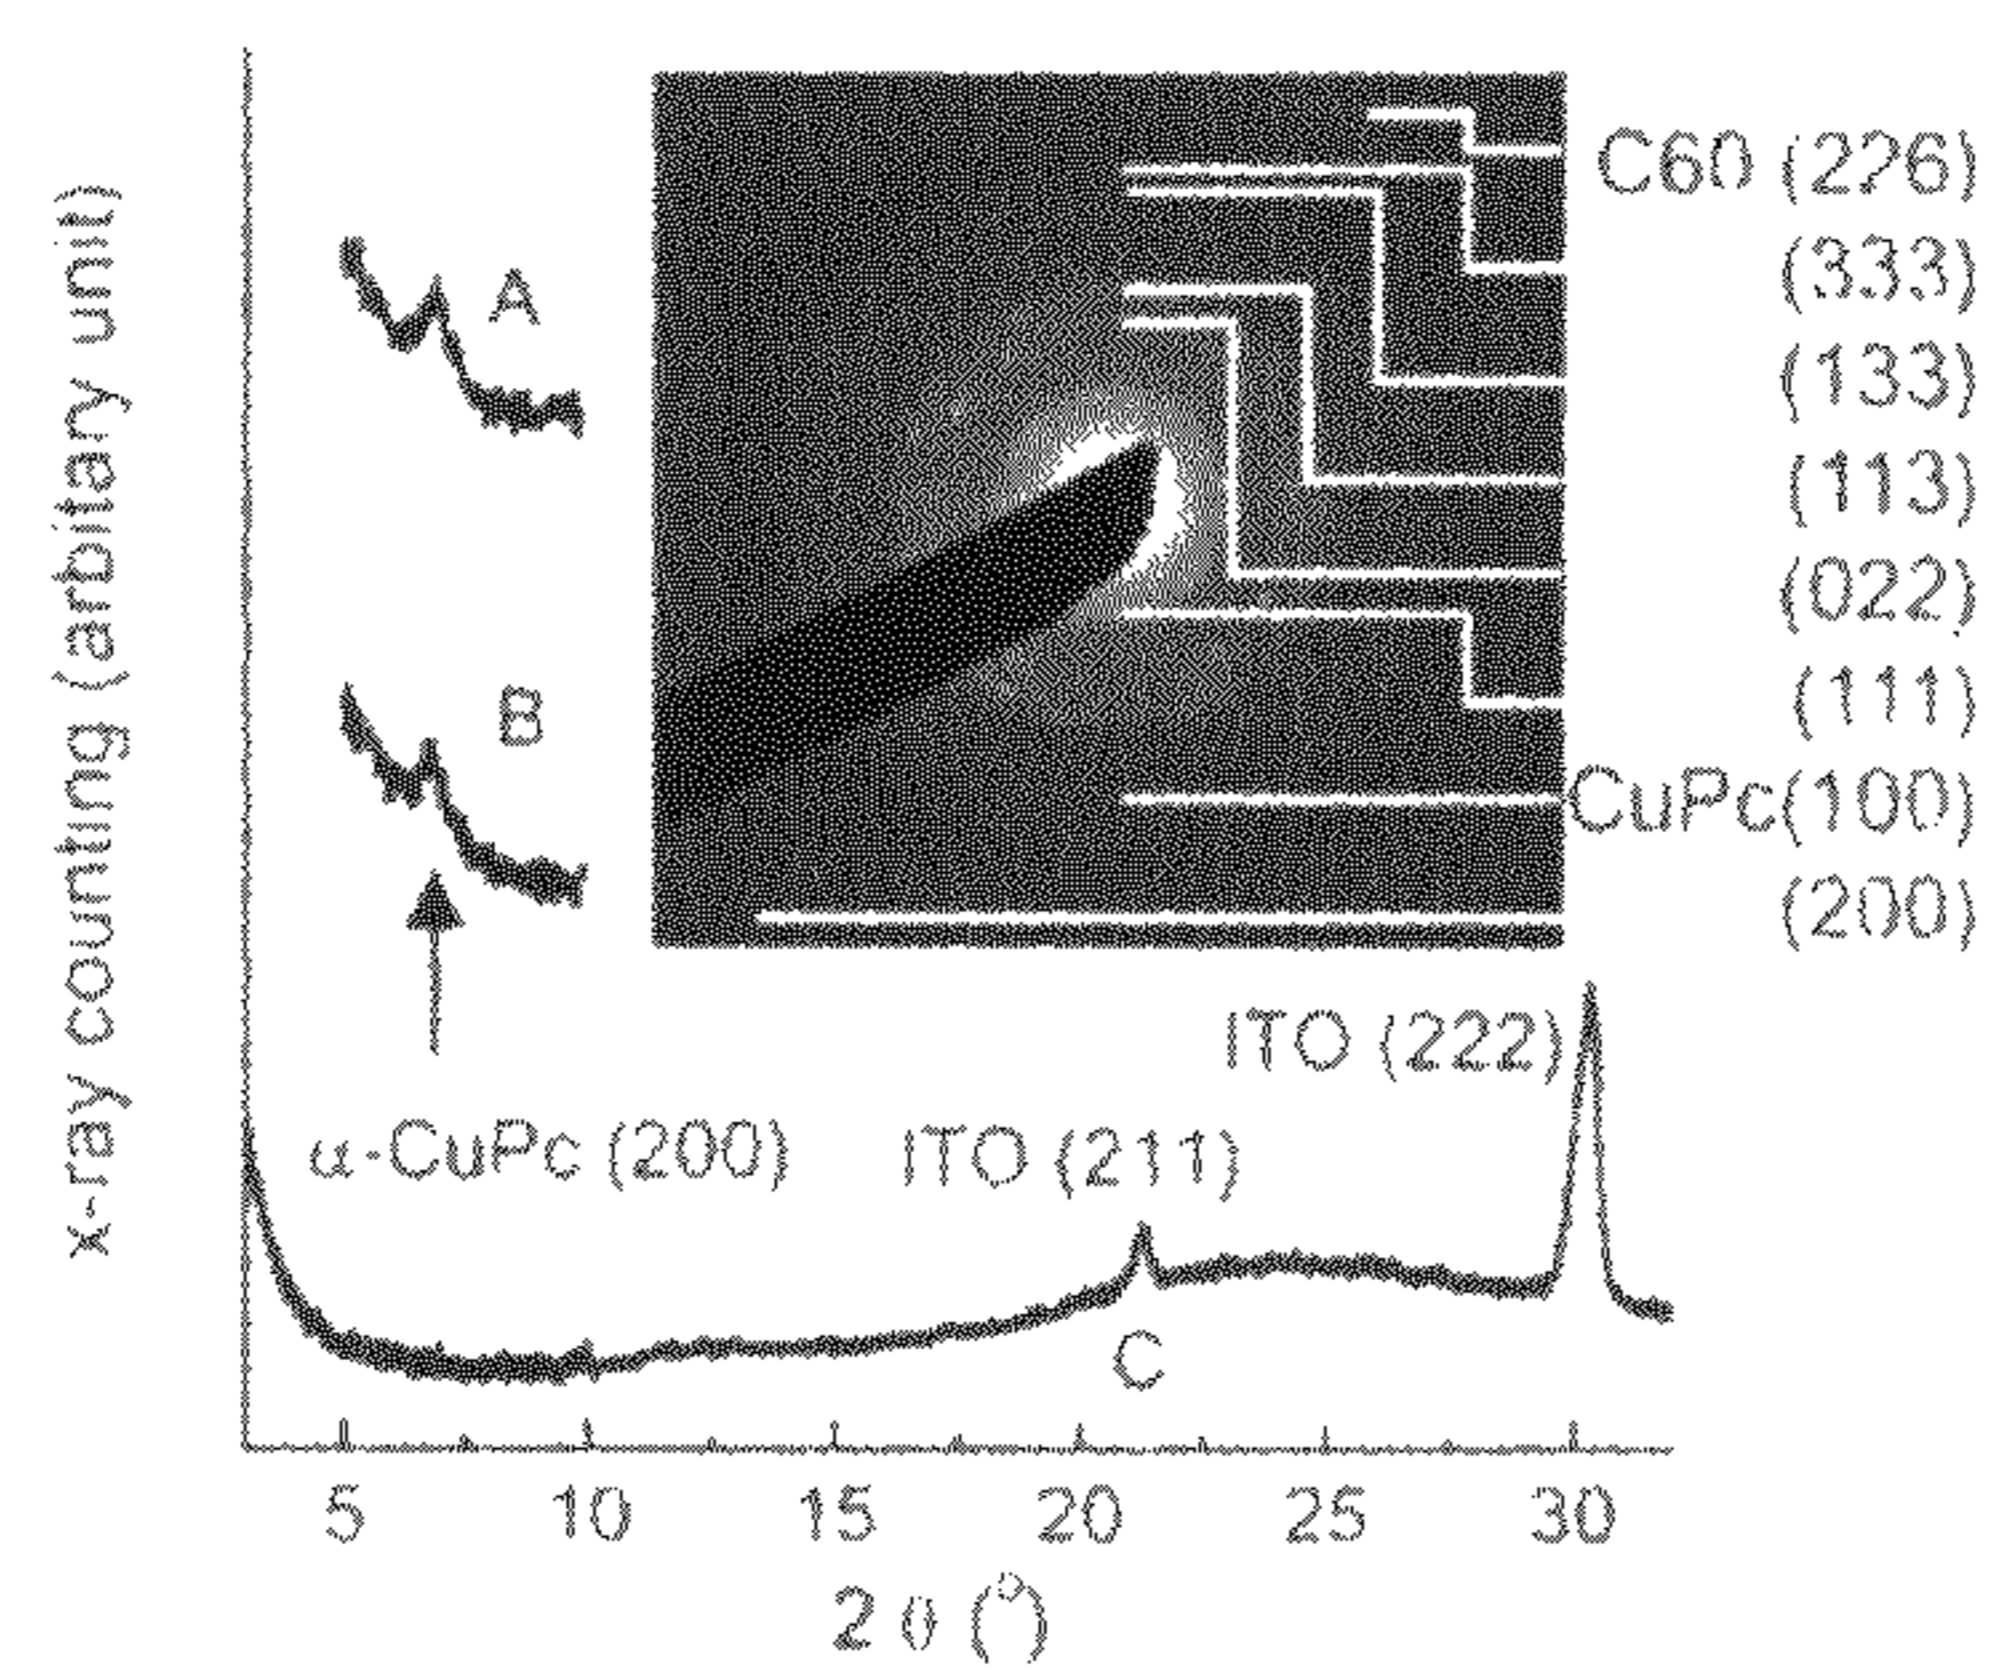 x-ray counting (arbitary unit)
A
B
C60 (226)
(333)
(133)
(113)
(022)
(111)
CuPc(100)
(200)
ITO (222)
α-CuPc (200)
ITO (211)
C
5 10 15 20 25 30
2 θ (°)